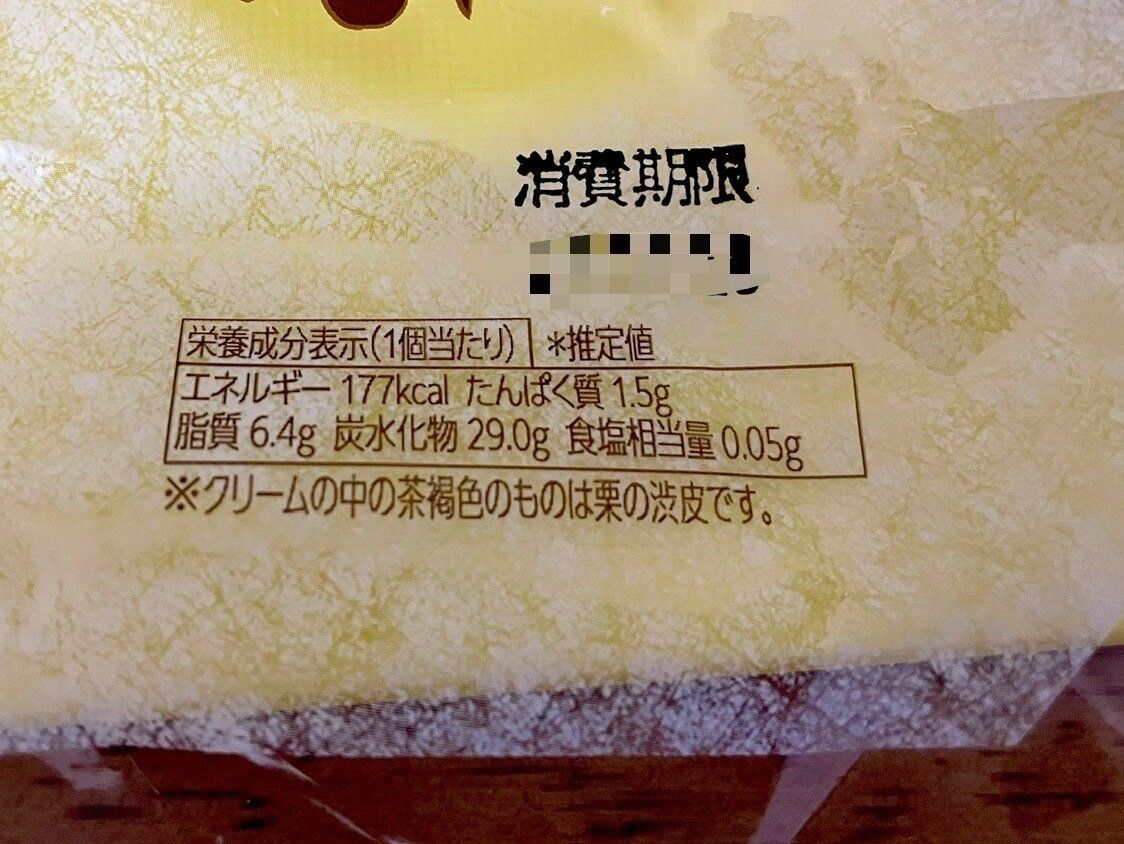 消費期限
栄養成分表示(1個当たり) *推定値
エネルギー 177kcal たんぱく質 1.5g
脂質 6.4g 炭水化物 29.0g 食塩相当量 0.05g
※クリームの中の茶褐色のものは栗の渋皮です。